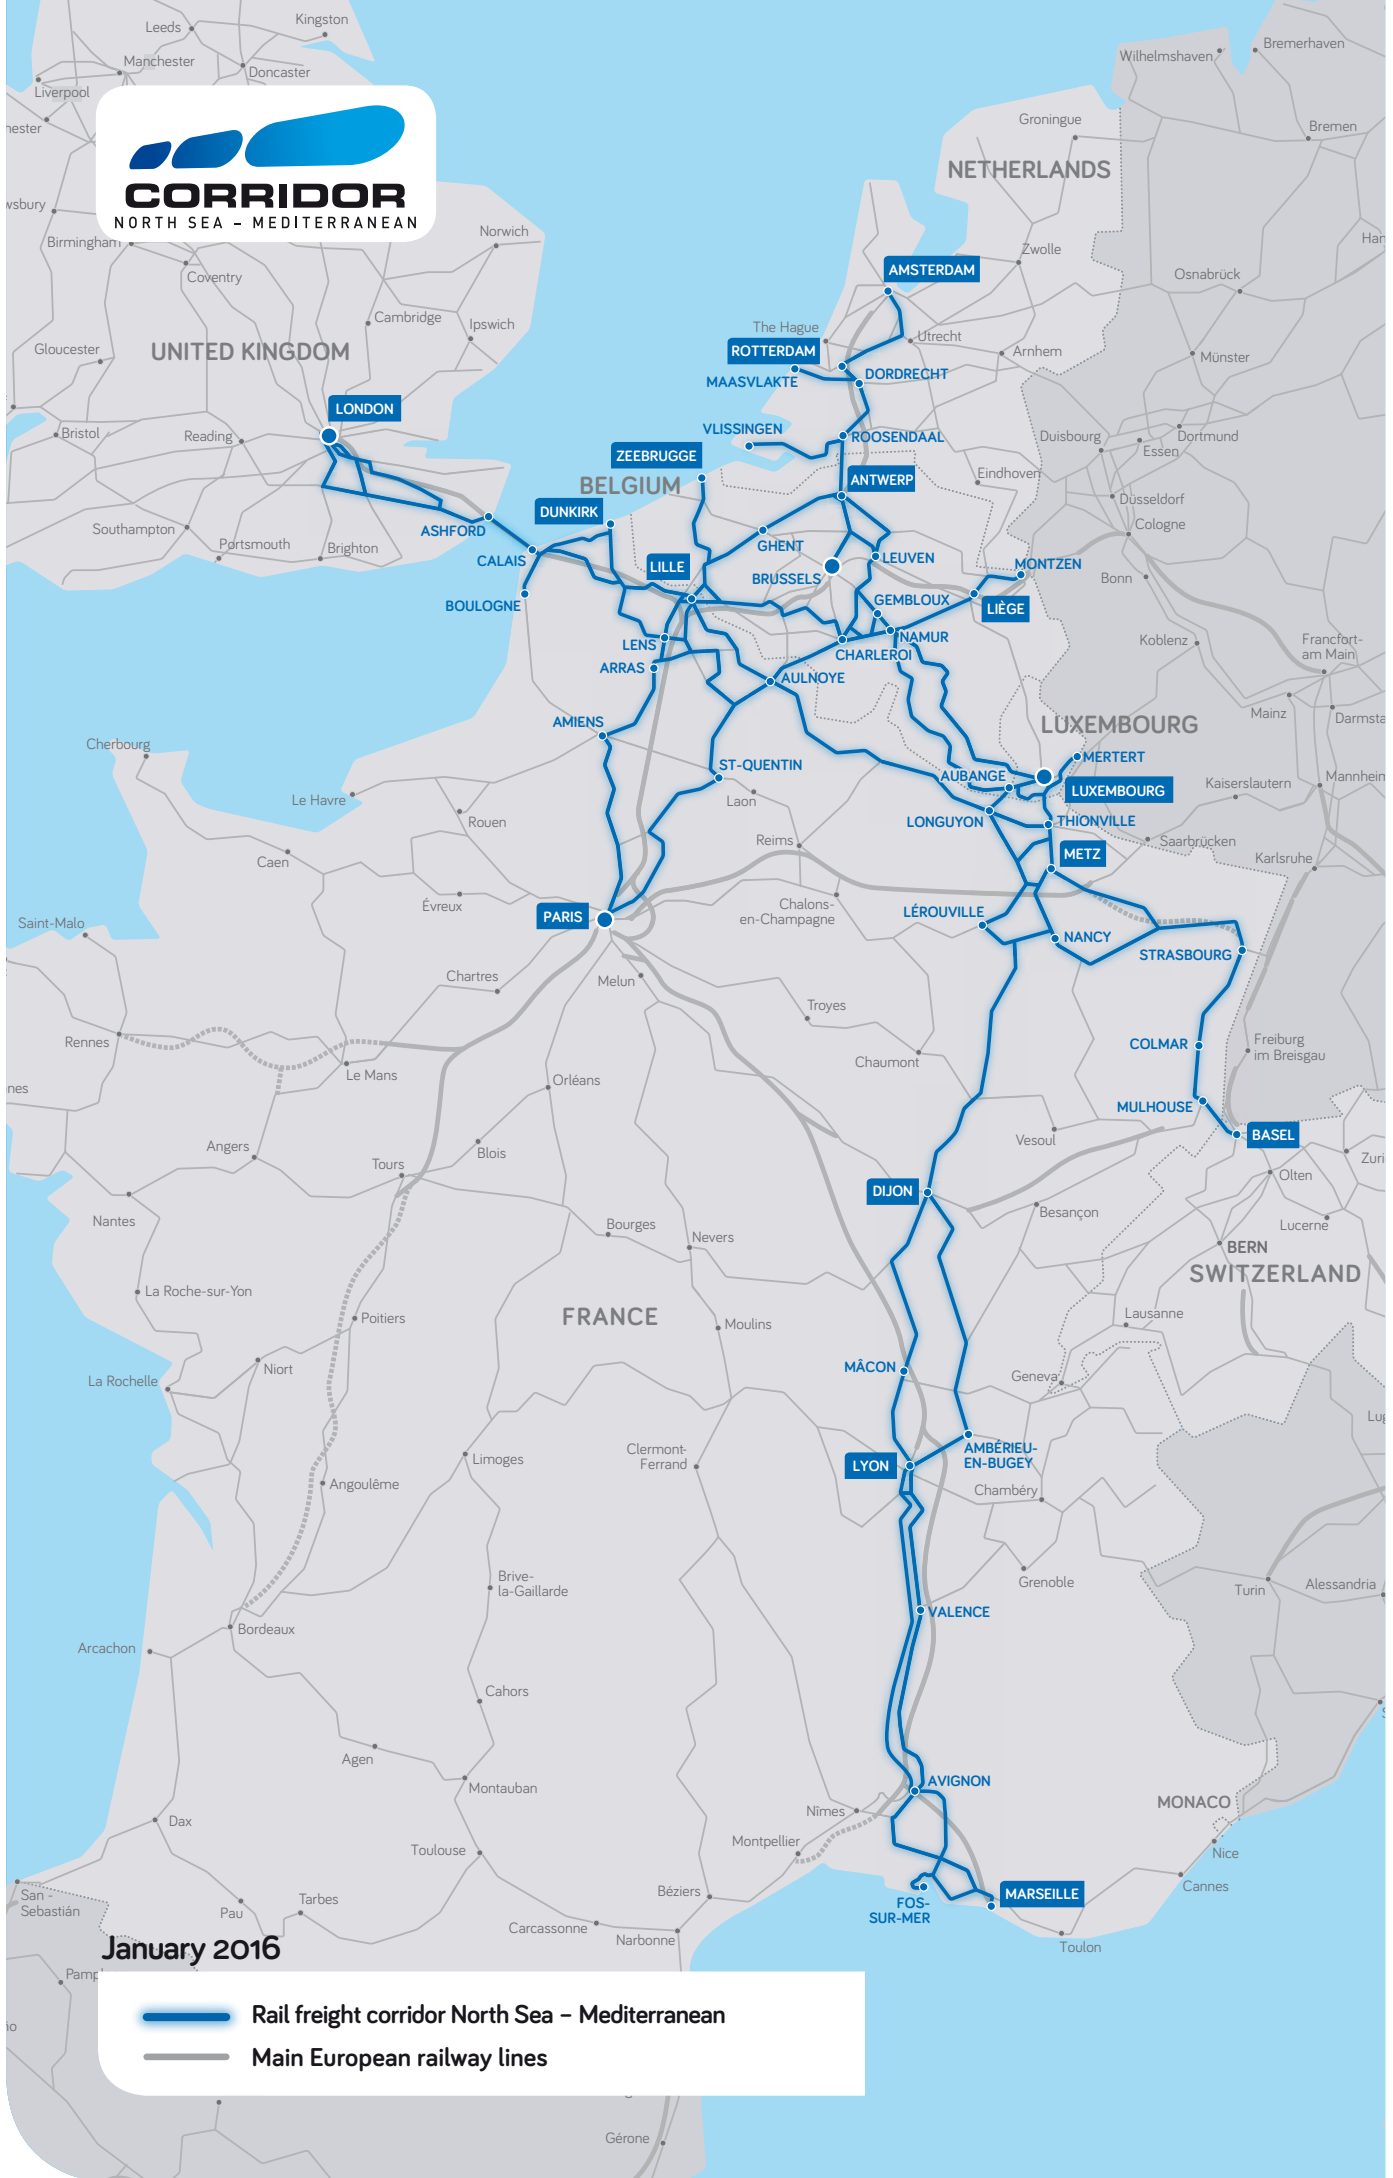 Kingston
Leeds
Manchester
Doncaster
Liverpool
Bremerhaven
Wilhelmshaven
Groningue
Bremen
hester
NETHERLANDS
CORRIDOR
NORTH SEA – MEDITERRANEAN
wsbury
Birmingham
Coventry
Norwich
Zwolle
Han
AMSTERDAM
Osnabrück
Cambridge
Ipswich
The Hague
Utrecht
Gloucester
UNITED KINGDOM
ROTTERDAM
Arnhem
Münster
MAASVLAKTE
DORDRECHT
LONDON
Bristol
Reading
VLISSINGEN
ROOSENDAAL
Duisbourg
Dortmund
Essen
ZEEBRUGGE
BELGIUM
ANTWERP
Eindhoven
Düsseldorf
DUNKIRK
Cologne
Southampton
Portsmouth
Brighton
ASHFORD
CALAIS
GHENT
LEUVEN
LILLE
BRUSSELS
MONTZEN
Bonn
BOULOGNE
GEMBLOUX
LIÈGE
LENS
NAMUR
CHARLEROI
Koblenz
Francfort-
am Main
ARRAS
AULNOYE
AMIENS
LUXEMBOURG
Mainz
Darmsta
Cherbourg
ST-QUENTIN
MERTERT
AUBANGE
LUXEMBOURG
Kaiserslautern
Mannheim
Le Havre
Laon
Rouen
LONGUYON
THIONVILLE
Reims
Saarbrücken
Caen
METZ
Karlsruhe
Évreux
Chalons-
en-Champagne
PARIS
LÉROUVILLE
Saint-Malo
NANCY
STRASBOURG
Chartres
Melun
Troyes
Rennes
Chaumont
COLMAR
Freiburg
im Breisgau
Le Mans
Orléans
nes
MULHOUSE
Vesoul
BASEL
Angers
Blois
Tours
Zuri
Olten
DIJON
Besançon
Nantes
Bourges
Nevers
Lucerne
BERN
SWITZERLAND
La Roche-sur-Yon
FRANCE
Poitiers
Moulins
Lausanne
Niort
MÂCON
La Rochelle
Geneva
Lug
Limoges
Clermont-
Ferrand
AMBÉRIEU-
EN-BUGEY
LYON
Angoulême
Chambéry
Brive-
la-Gaillarde
Grenoble
Turin
Alessandria
VALENCE
Bordeaux
Arcachon
Cahors
Agen
Montauban
AVIGNON
Nîmes
MONACO
Dax
Montpellier
Toulouse
Nice
San -
Sebastián
Tarbes
Pau
Béziers
Cannes
MARSEILLE
FOS-
SUR-MER
Carcassonne
Narbonne
Toulon
January 2016
Pamp
Rail freight corridor North Sea – Mediterranean
Main European railway lines
Gérone